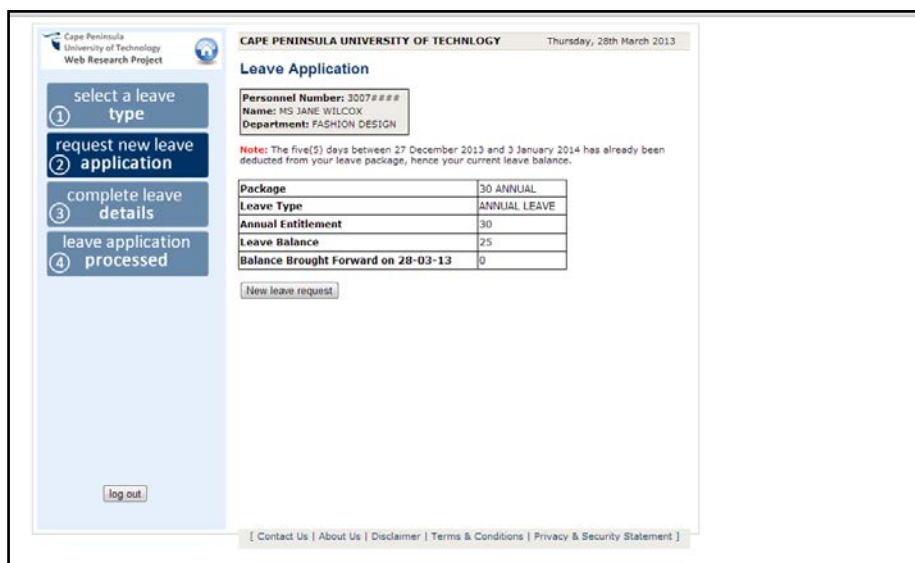 Cape Peninsula
University of Technology
Web Research Project
CAPE PENINSULA UNIVERSITY OF TECHNLOGY
Thursday, 28th March 2013
Leave Application
select a leave
① type
request new leave
② application
complete leave
③ details
leave application
④ processed
Personnel Number: 3007####
Name: MS JANE WILCOX
Department: FASHION DESIGN
Note: The five(5) days between 27 December 2013 and 3 January 2014 has already been
deducted from your leave package, hence your current leave balance.
Package 30 ANNUAL
Leave Type ANNUAL LEAVE
Annual Entitlement 30
Leave Balance 25
Balance Brought Forward on 28-03-13 0
New leave request
log out
[ Contact Us | About Us | Disclaimer | Terms & Conditions | Privacy & Security Statement ]